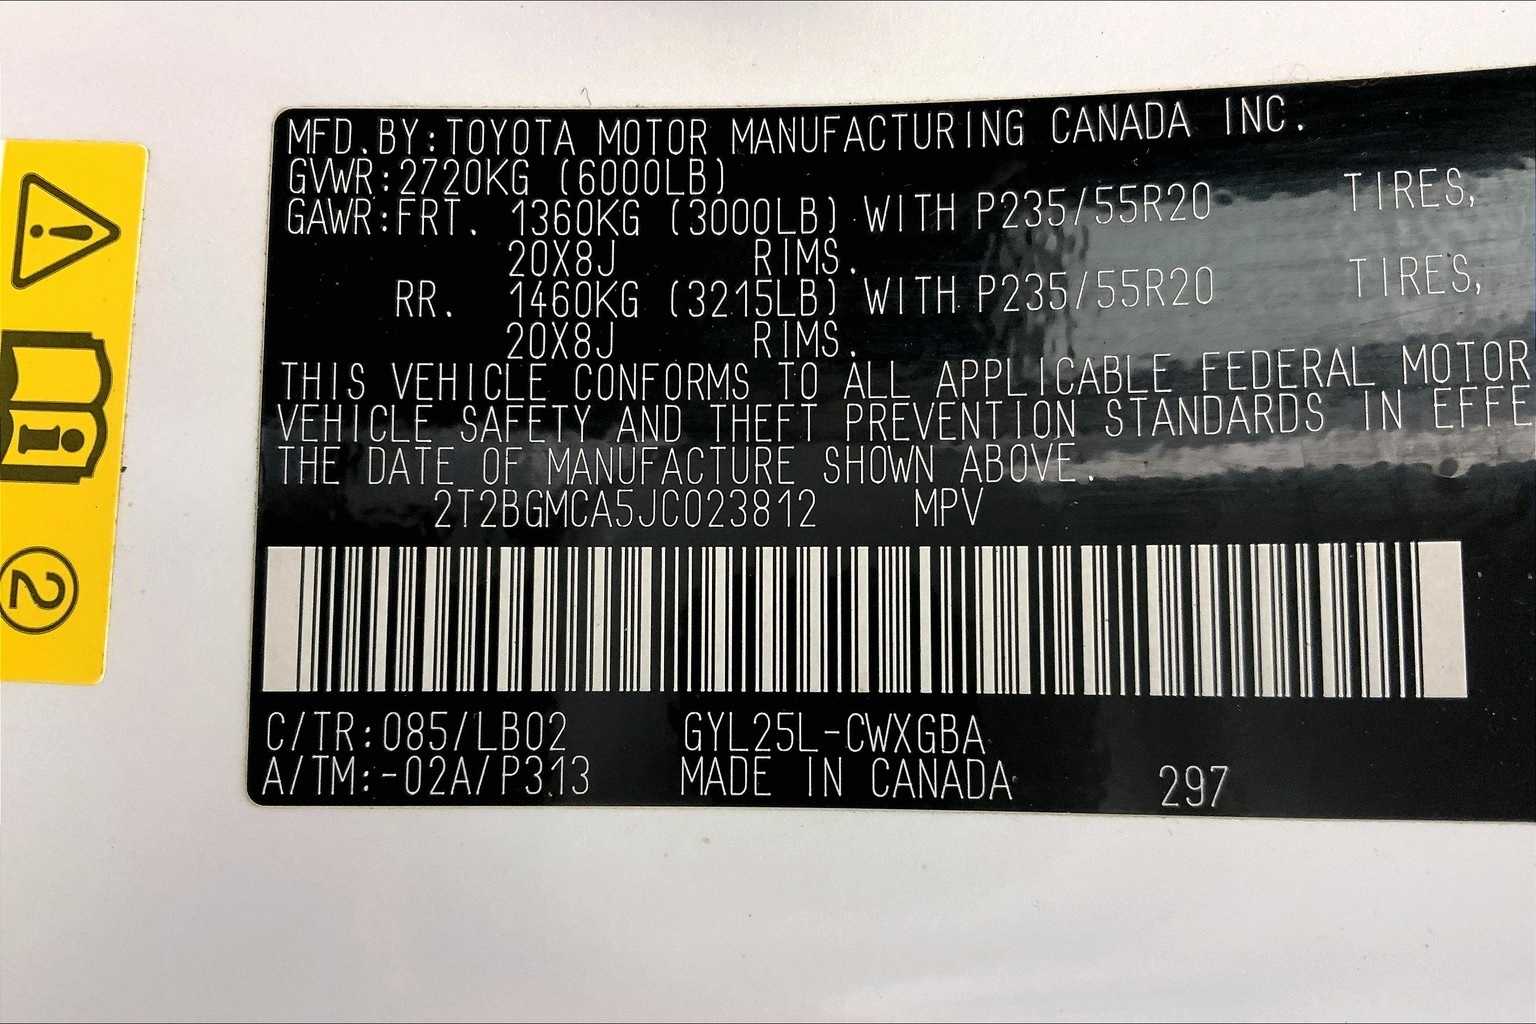 MFD.BY:TOYOTA MOTOR MANUFACTURING CANADA INC.
GVWR:2720KG (6000LB)
GAWR:FRT. 1360KG (3000LB) WITH P235/55R20 TIRES,
20X8J RIMS.
RR. 1460KG (3215LB) WITH P235/55R20 TIRES,
20X8J RIMS.
THIS VEHICLE CONFORMS TO ALL APPLICABLE FEDERAL MOTOR
VEHICLE SAFETY AND THEFT PREVENTION STANDARDS IN EFFE
THE DATE OF MANUFACTURE SHOWN ABOVE.
2T2BGMCA5JC023812 MPV
C/TR:085/LB02 GYL25L-CWXGBA
A/TM:-02A/P313 MADE IN CANADA 297
2